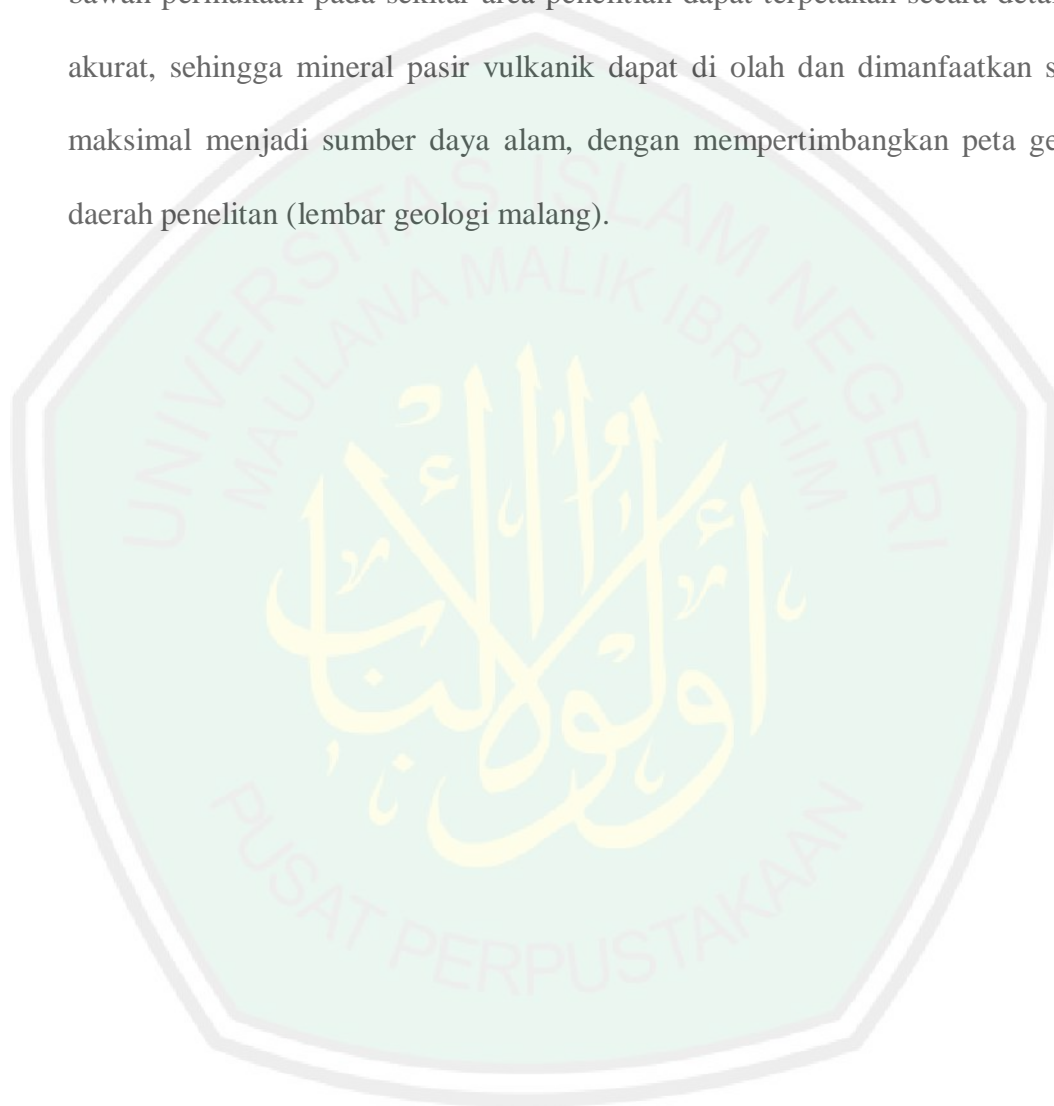 bawah permukaan pada sekitar area penelitian dapat terpetakan secara
akurat, sehingga mineral pasir vulkanik dapat di olah dan dimanfaatkan
maksimal menjadi sumber daya alam, dengan mempertimbangkan peta
daerah penelitan (lembar geologi malang).
UNIVERSITAS ISLAM NEGERI
MAULANA MALIK IBRAHIM
أولوا الألباب
PUSAT PERPUSTAKAAN